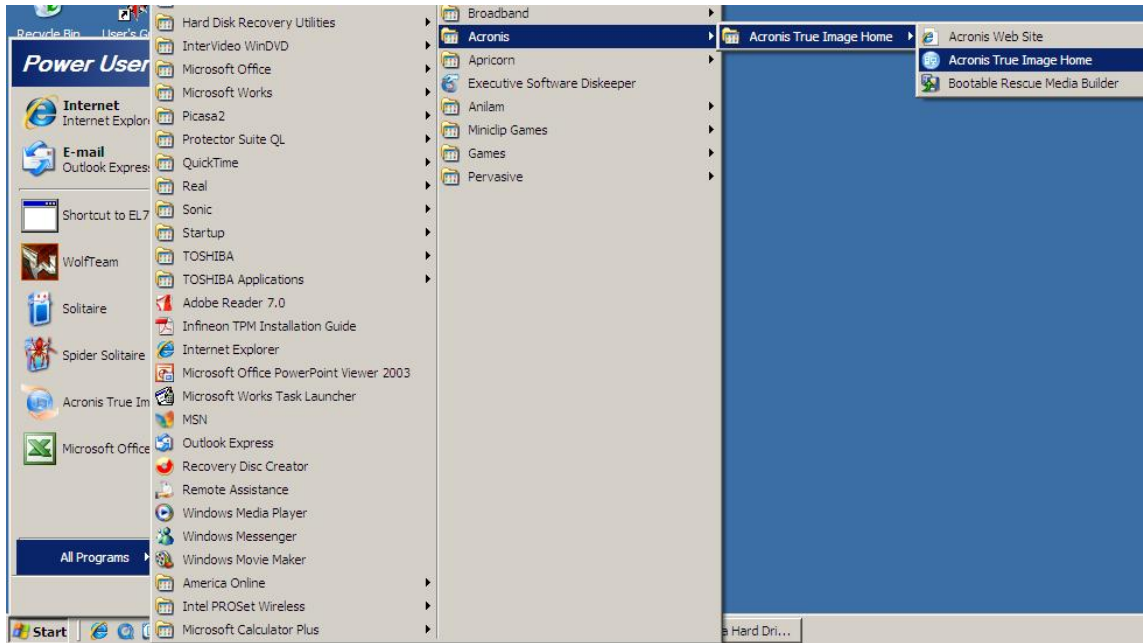 Recycle Bin
User's G
Power User
Internet
Internet Explor
E-mail
Outlook Express
Shortcut to EL7
WolfTeam
Solitaire
Spider Solitaire
Acronis True Im
Microsoft Office
All Programs
Start
Hard Disk Recovery Utilities
InterVideo WinDVD
Microsoft Office
Microsoft Works
Picasa2
Protector Suite QL
QuickTime
Real
Sonic
Startup
TOSHIBA
TOSHIBA Applications
Adobe Reader 7.0
Infineon TPM Installation Guide
Internet Explorer
Microsoft Office PowerPoint Viewer 2003
Microsoft Works Task Launcher
MSN
Outlook Express
Recovery Disc Creator
Remote Assistance
Windows Media Player
Windows Messenger
Windows Movie Maker
America Online
Intel PROSet Wireless
Microsoft Calculator Plus
Broadband
Acronis
Apricorn
Executive Software Diskeeper
Anilam
Miniclip Games
Games
Pervasive
Acronis True Image Home
Acronis Web Site
Acronis True Image Home
Bootable Rescue Media Builder
a Hard Dri...